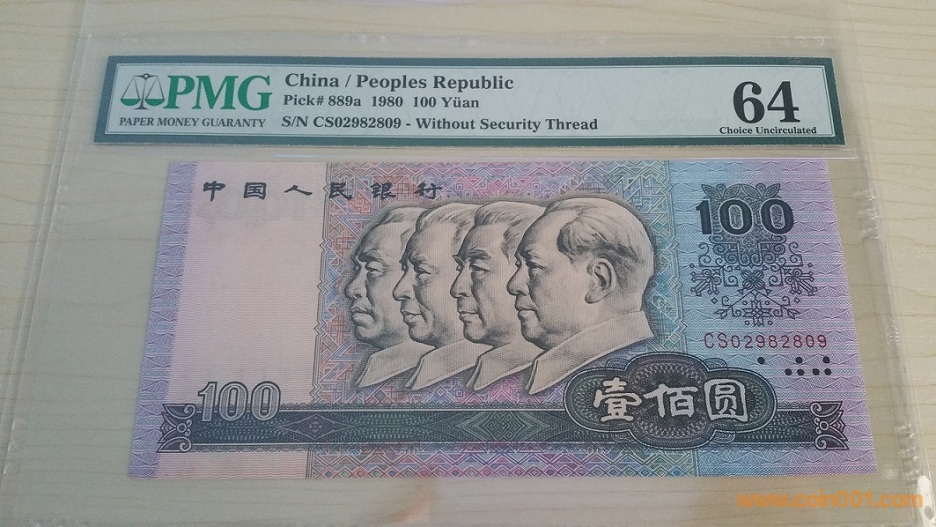 PMG
PAPER MONEY GUARANTY
China / Peoples Republic
Pick# 889a 1980 100 Yüan
S/N CS02982809 - Without Security Thread
64
Choice Uncirculated
中国人民银行
100
CS02982809
100
壹佰圆
www.coin001.com